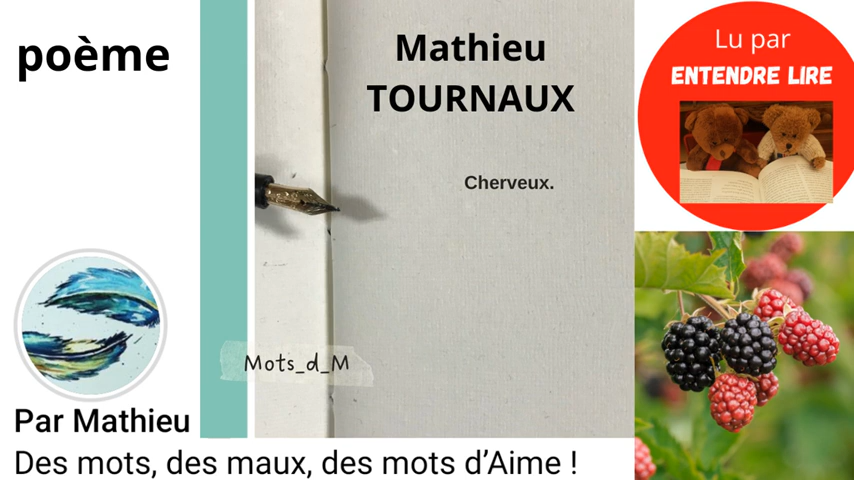 poème
Mathieu
TOURNAUX
Cherveux.
Lu par
ENTENDRE LIRE
Mots_d_M
Par Mathieu
Des mots, des maux, des mots d’Aime !